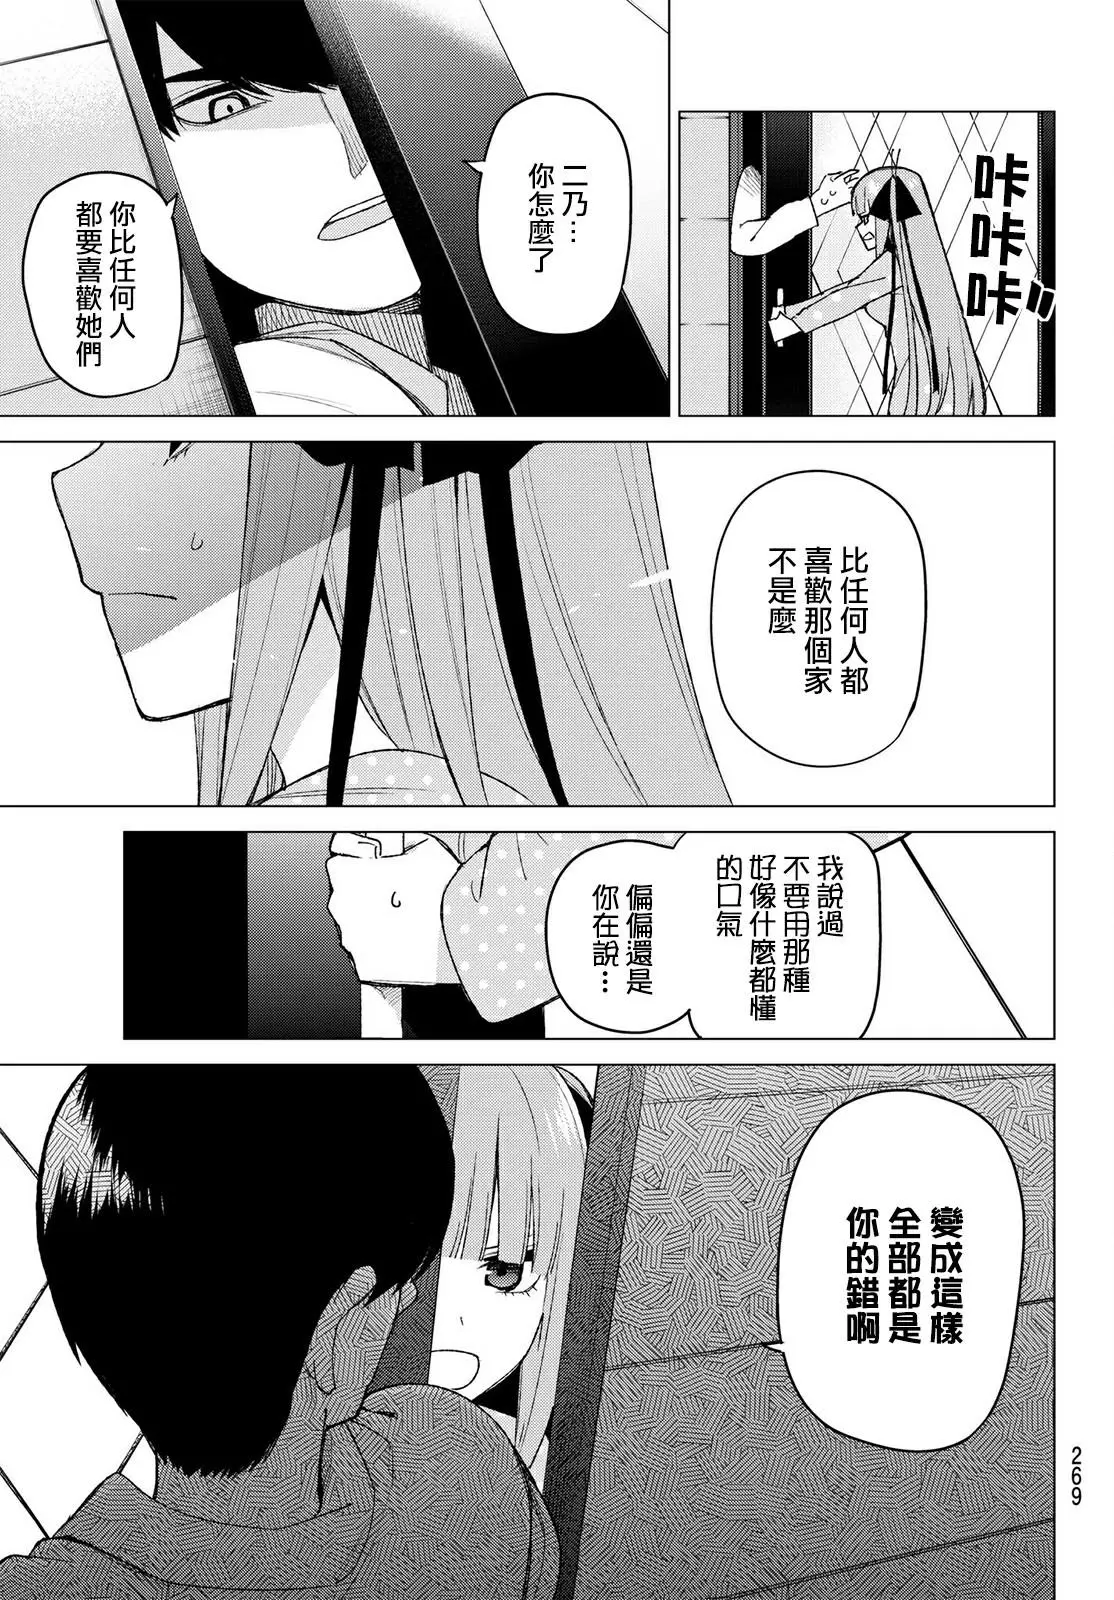 咔咔咔
二乃…
你怎麼了
你比任何人
都要喜歡她們
比任何人都
喜歡那個家
不是麼
我說過
不要用那種
好像什麼都懂
的口氣
偏偏還是
你在說…
變成這樣
全部都是
你的錯啊
269